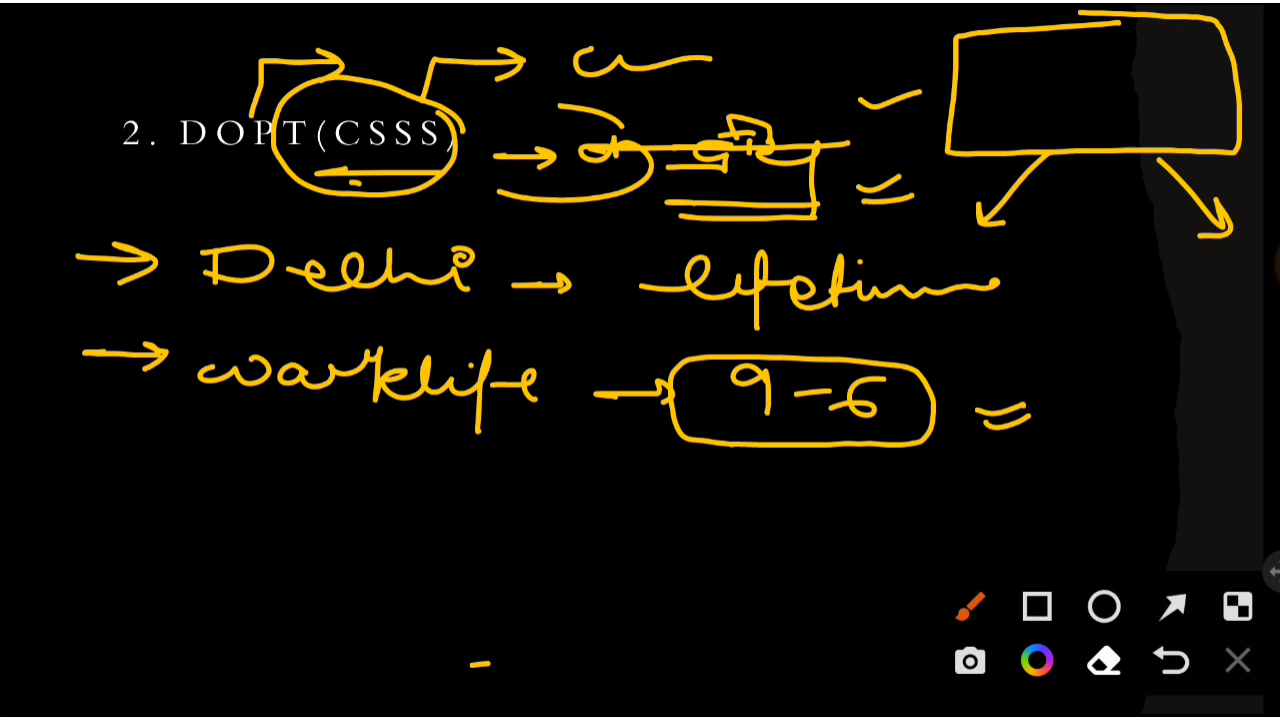 2. DOPT(CSSS)
→ Delhi → lifetime
→ worklife → 9-6